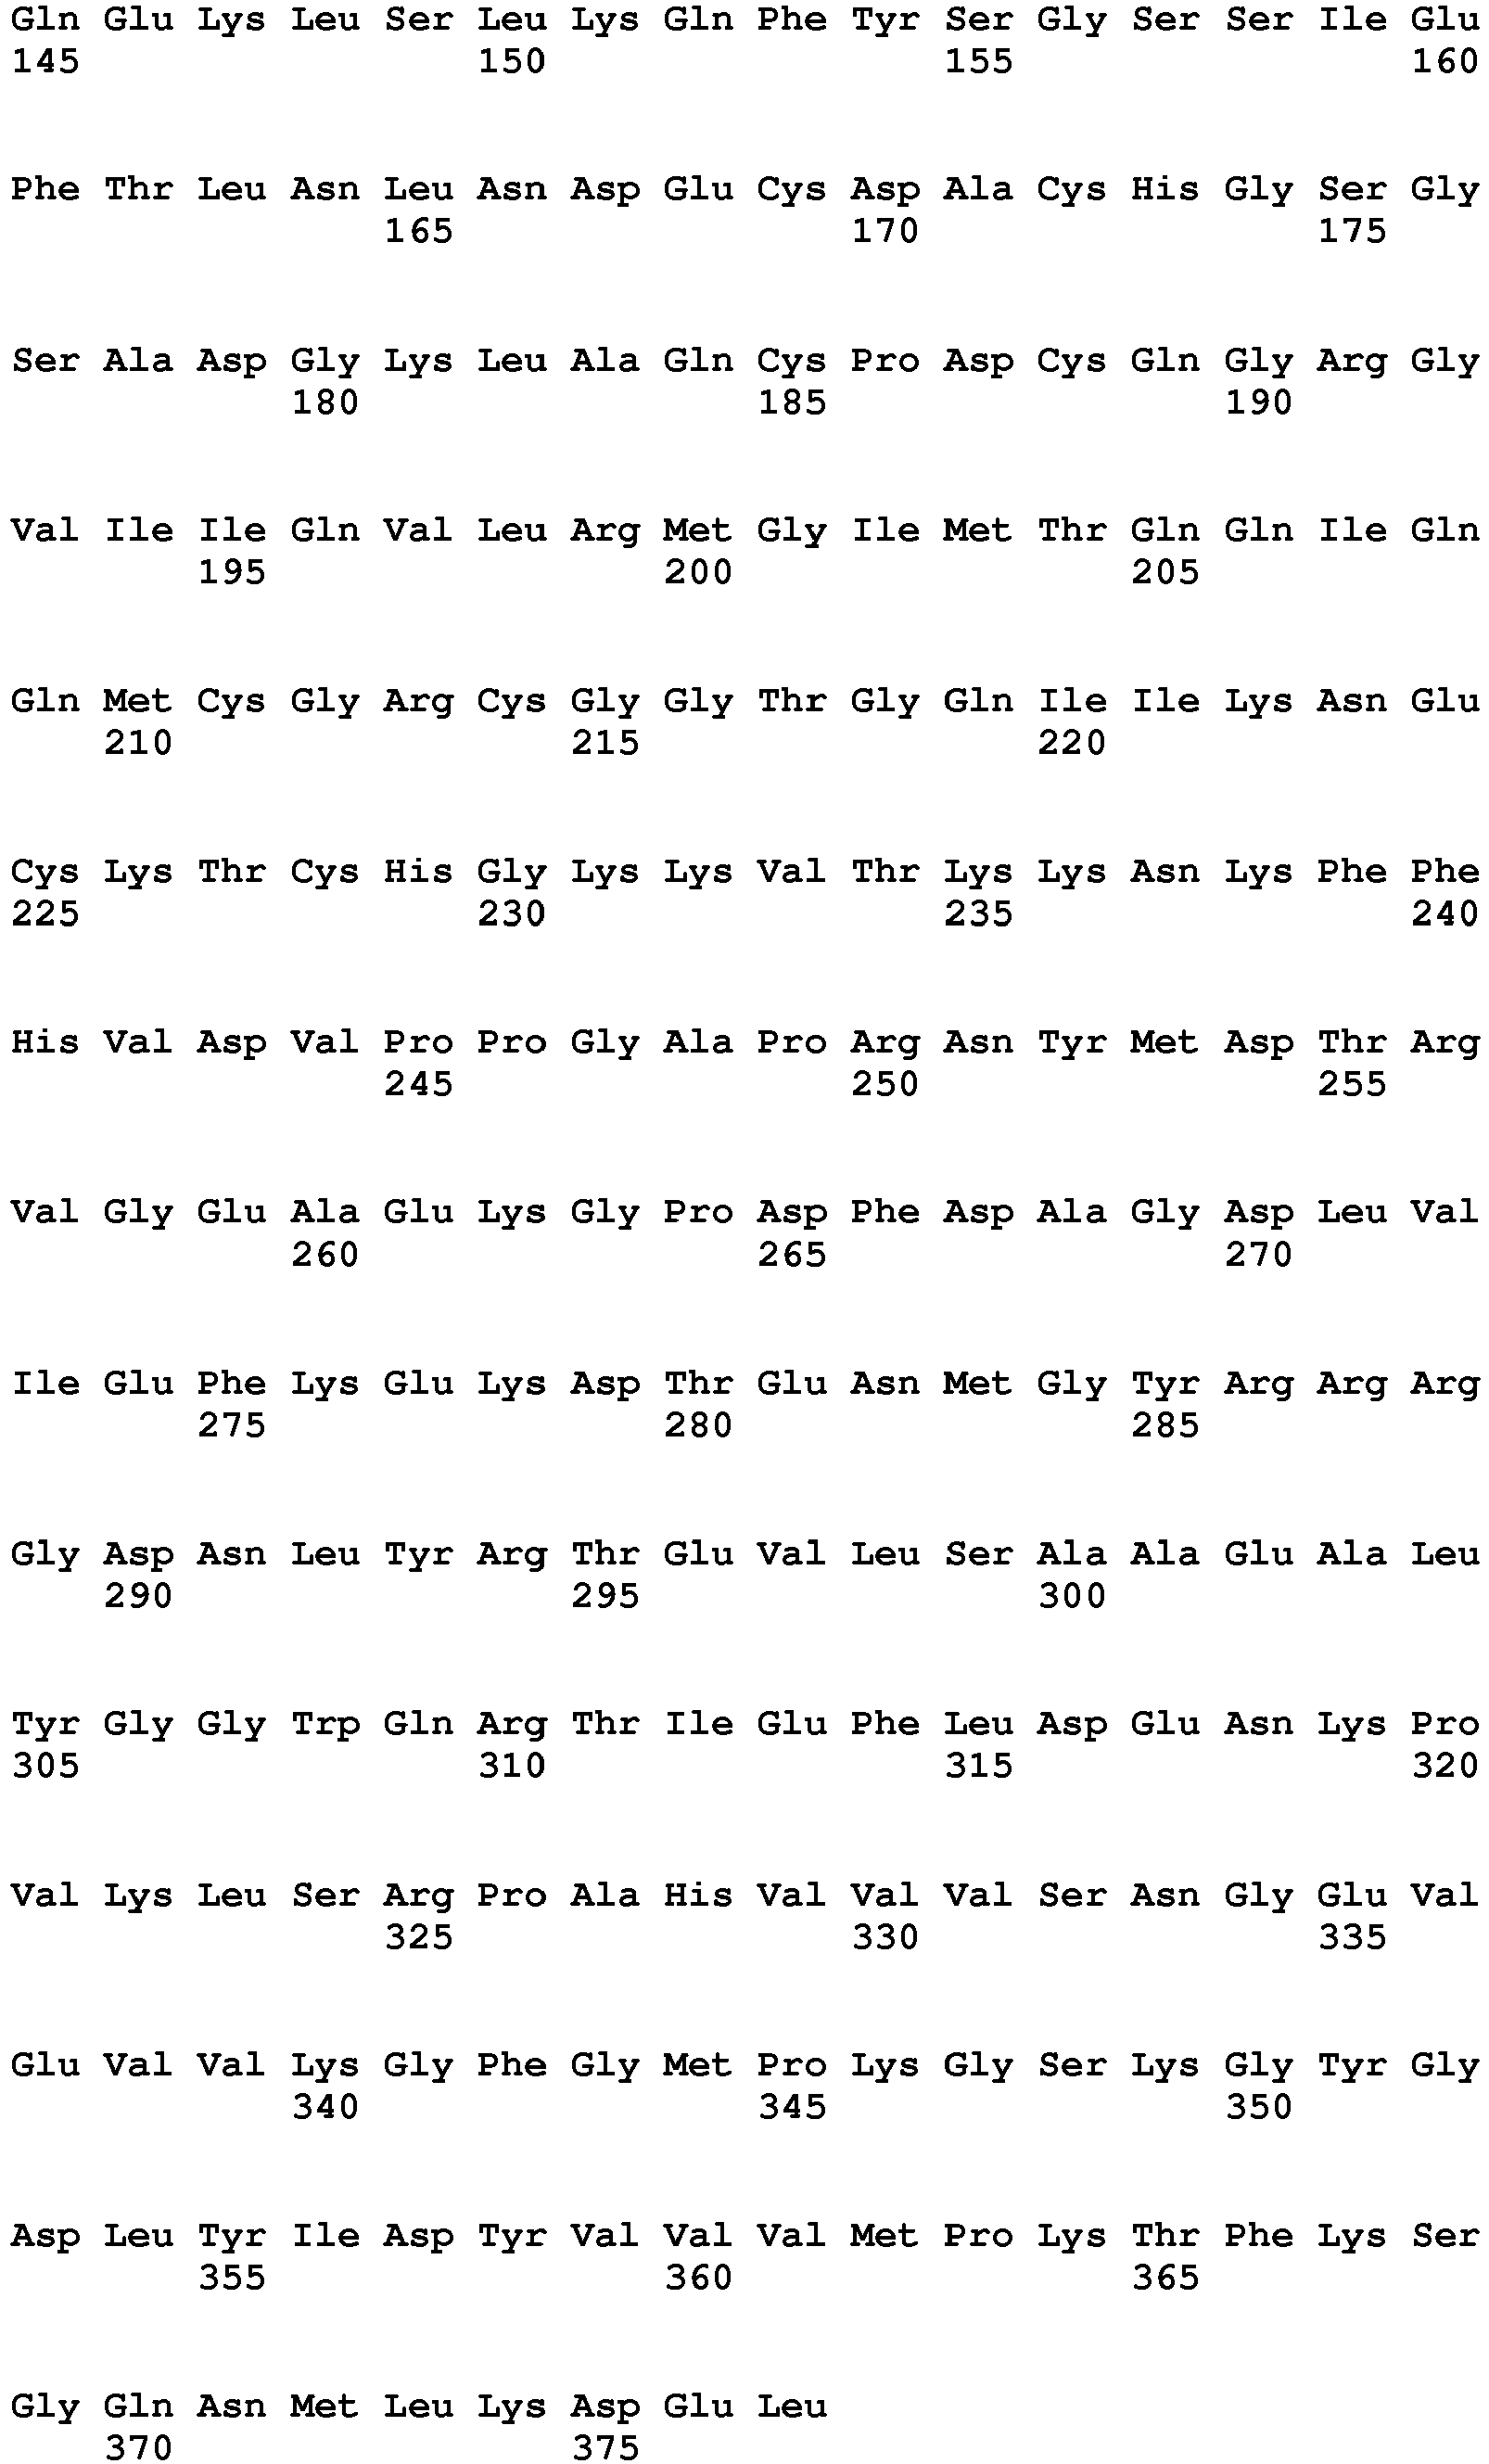 Gln Glu Lys Leu Ser Leu Lys Gln Phe Tyr Ser Gly Ser Ser Ile Glu
145 150 155 160
Phe Thr Leu Asn Leu Asn Asp Glu Cys Asp Ala Cys His Gly Ser Gly
165 170 175
Ser Ala Asp Gly Lys Leu Ala Gln Cys Pro Asp Cys Gln Gly Arg Gly
180 185 190
Val Ile Ile Gln Val Leu Arg Met Gly Ile Met Thr Gln Gln Ile Gln
195 200 205
Gln Met Cys Gly Arg Cys Gly Gly Thr Gly Gln Ile Ile Lys Asn Glu
210 215 220
Cys Lys Thr Cys His Gly Lys Lys Val Thr Lys Lys Asn Lys Phe Phe
225 230 235 240
His Val Asp Val Pro Pro Gly Ala Pro Arg Asn Tyr Met Asp Thr Arg
245 250 255
Val Gly Glu Ala Glu Lys Gly Pro Asp Phe Asp Ala Gly Asp Leu Val
260 265 270
Ile Glu Phe Lys Glu Lys Asp Thr Glu Asn Met Gly Tyr Arg Arg Arg
275 280 285
Gly Asp Asn Leu Tyr Arg Thr Glu Val Leu Ser Ala Ala Glu Ala Leu
290 295 300
Tyr Gly Gly Trp Gln Arg Thr Ile Glu Phe Leu Asp Glu Asn Lys Pro
305 310 315 320
Val Lys Leu Ser Arg Pro Ala His Val Val Val Ser Asn Gly Glu Val
325 330 335
Glu Val Val Lys Gly Phe Gly Met Pro Lys Gly Ser Lys Gly Tyr Gly
340 345 350
Asp Leu Tyr Ile Asp Tyr Val Val Val Met Pro Lys Thr Phe Lys Ser
355 360 365
Gly Gln Asn Met Leu Lys Asp Glu Leu
370 375